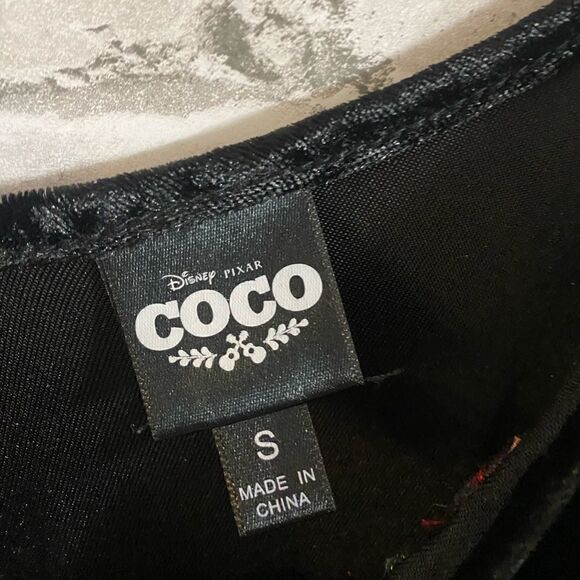 Disney PIXAR
COCO
S
MADE IN
CHINA